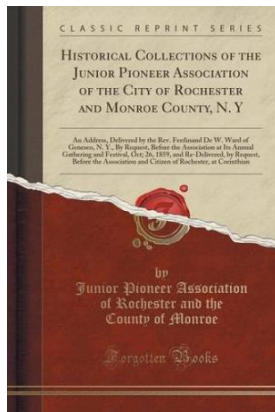 CLASSIC REPRINT SERIES
HISTORICAL COLLECTIONS OF THE
JUNIOR PIONEER ASSOCIATION
OF THE CITY OF ROCHESTER
AND MONROE COUNTY, N. Y
An Address, Delivered by the Rev. Ferdinand De W. Ward of
Geneseo, N. Y., By Request, Before the Association at Its Annual
Gathering and Festival, Oct; 26, 1859, and Re-Delivered, by Request,
Before the Association and Citizen of Rochester, at Corinthian
by
Junior Pioneer Association
of Rochester and the
County of Monroe
Forgotten Books